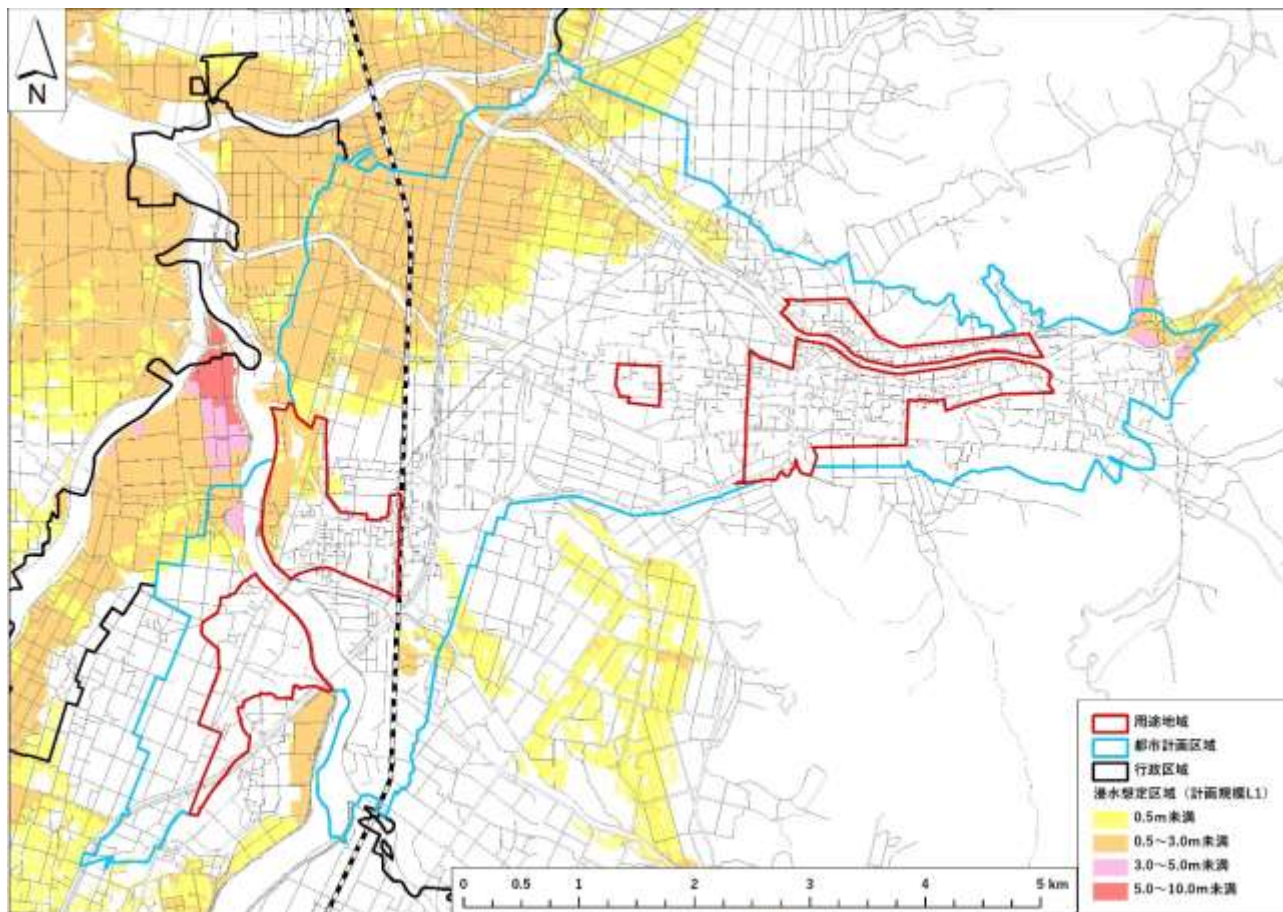 N
用途地域
都市計画区域
行政区域
浸水想定区域（計画規模L1）
0.5m未満
0.5～3.0m未満
3.0～5.0m未満
5.0～10.0m未満
0 0.5 1 2 3 4 5 km